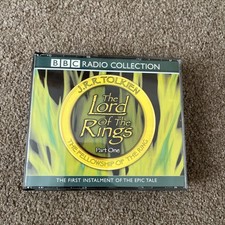 BBC RADIO COLLECTION
J.R.R. TOLKIEN
The
Lord
Of The
Rings
Part One
THE FELLOWSHIP OF THE RING
THE FIRST INSTALMENT OF THE EPIC TALE